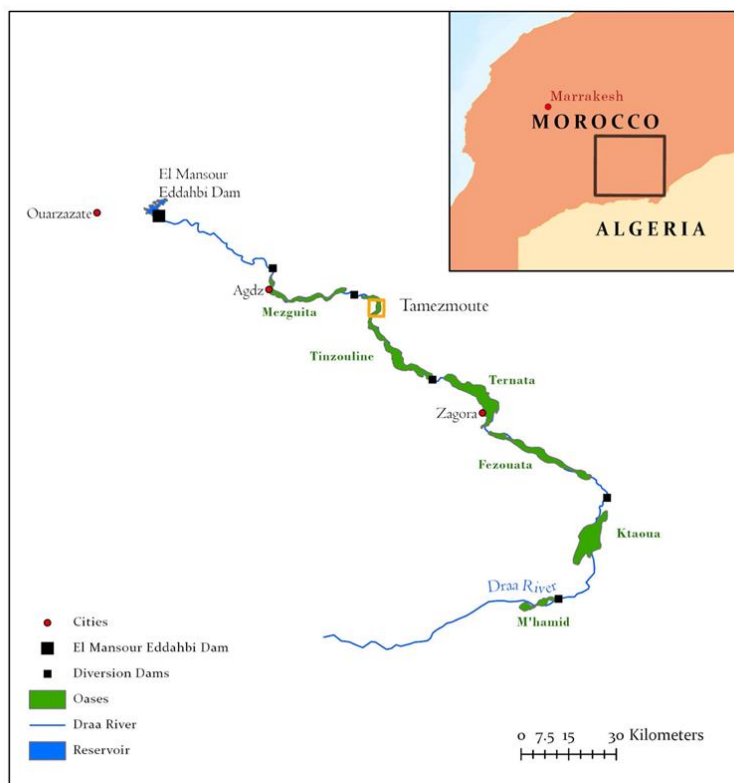 Marrakesh
MOROCCO
ALGERIA
El Mansour
Eddahbi Dam
Ouarzazate
Agdz
Mezguita
Tamezmoute
Tinzouline
Ternata
Zagora
Fezouata
Ktaoua
Draa River
M'hamid
Cities
El Mansour Eddahbi Dam
Diversion Dams
Oases
Draa River
Reservoir
0 7.5 15 30 Kilometers